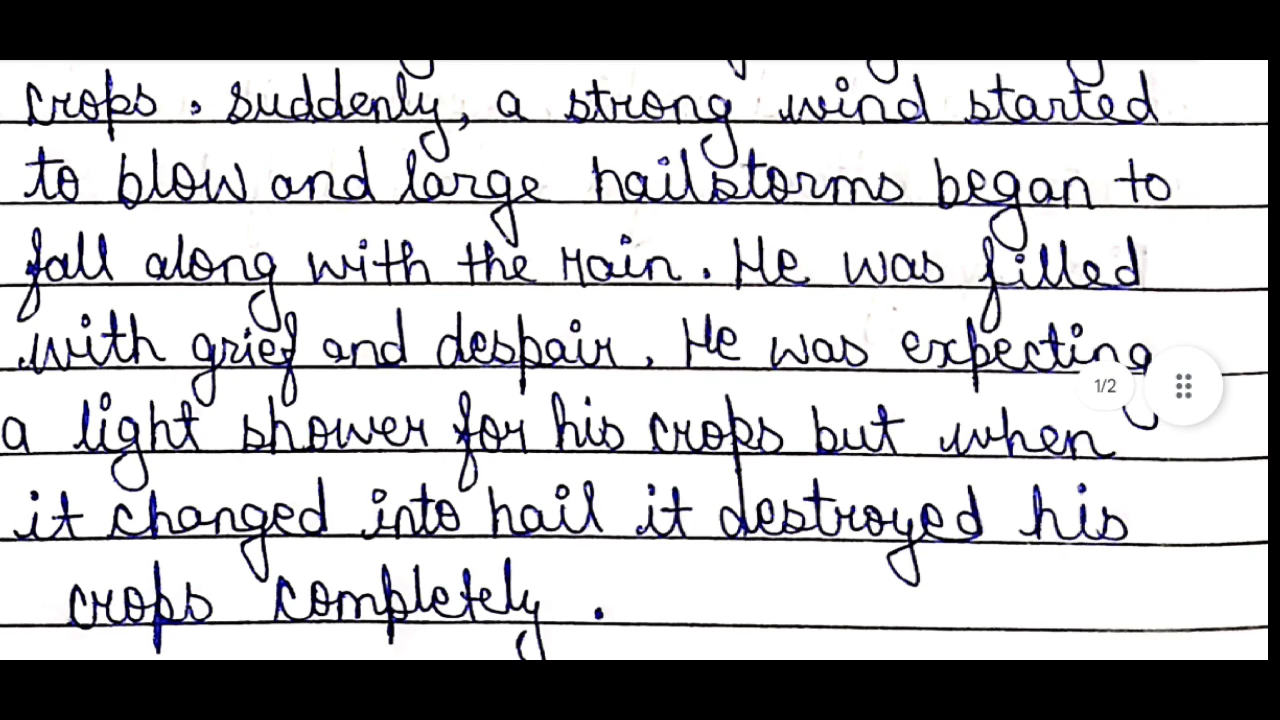 crops. suddenly, a strong wind started
to blow and large hailstorms began to
fall along with the rain. He was filled
with grief and despair. He was expecting
1/2
a light shower for his crops but when
it changed into hail it destroyed his
crops completely.